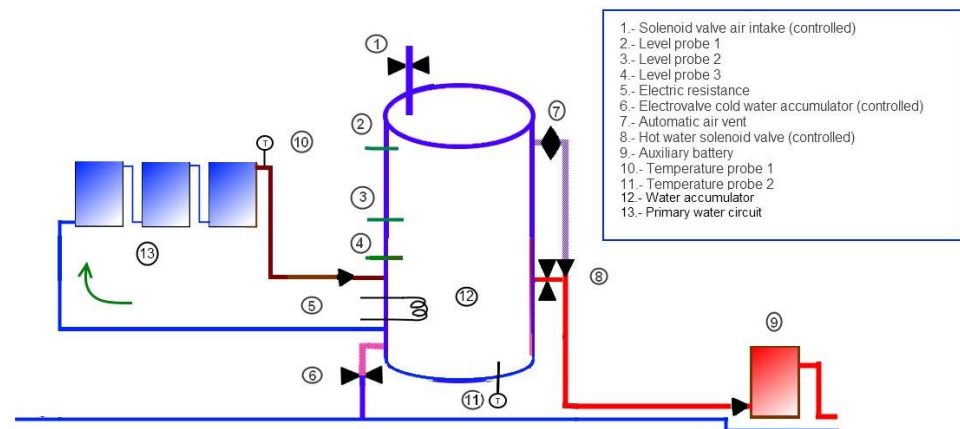 1.- Solenoid valve air intake (controlled)
2.- Level probe 1
3.- Level probe 2
4.- Level probe 3
5.- Electric resistance
6.- Electrovalve cold water accumulator (controlled)
7.- Automatic air vent
8.- Hot water solenoid valve (controlled)
9.- Auxiliary battery
10.- Temperature probe 1
11.- Temperature probe 2
12.- Water accumulator
13.- Primary water circuit
1
2
7
T
10
3
4
13
8
5
12
9
6
11
T